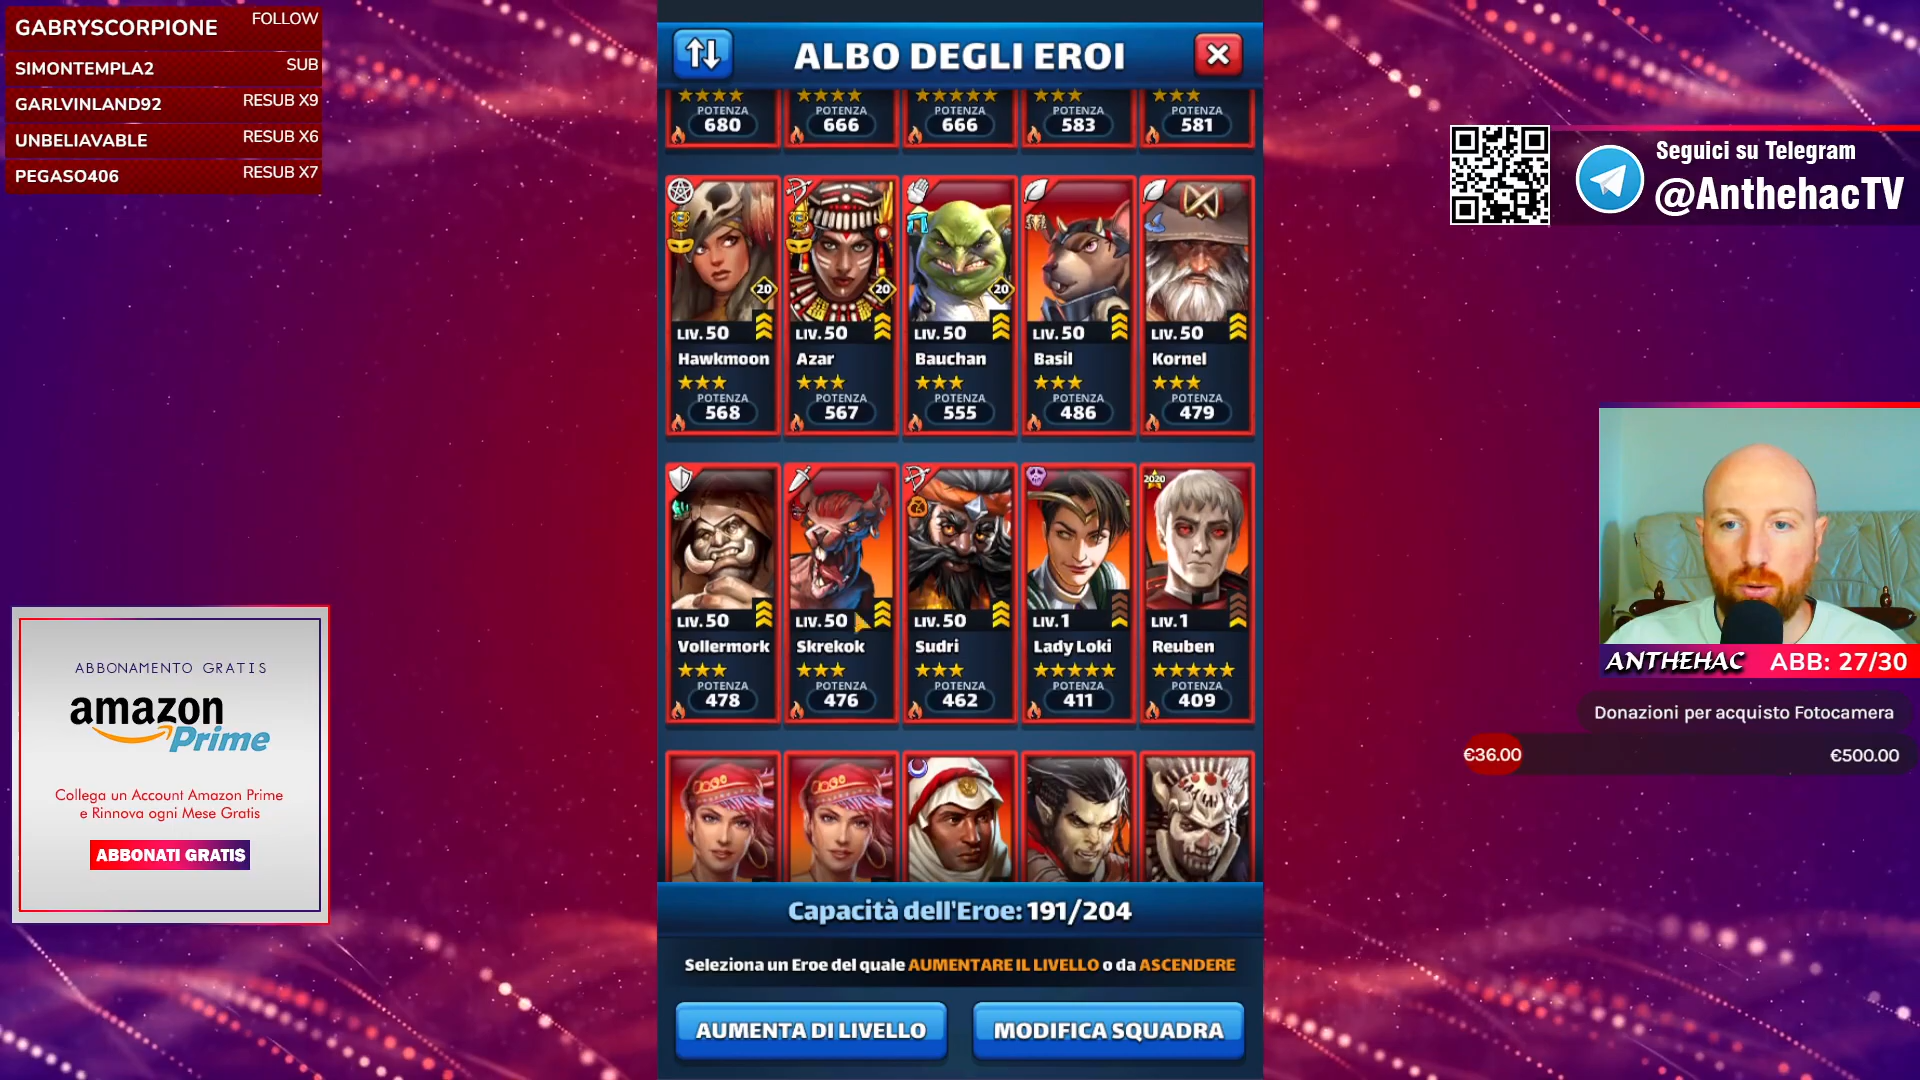 GABRYSCORPIONE FOLLOW
SIMONTEMPLA2 SUB
GARLVINLAND92 RESUB X9
UNBELIAVABLE RESUB X6
PEGASO406 RESUB X7
ALBO DEGLI EROI
POTENZA POTENZA POTENZA POTENZA POTENZA
680 666 666 583 581
20 20 20
LIV. 50 LIV. 50 LIV. 50 LIV. 50 LIV. 50
Hawkmoon Azar Bauchan Basil Kornel
POTENZA POTENZA POTENZA POTENZA POTENZA
568 567 555 486 479
2020
LIV. 50 LIV. 50 LIV. 50 LIV. 1 LIV. 1
Vollermork Skrekok Sudri Lady Loki Reuben
POTENZA POTENZA POTENZA POTENZA POTENZA
478 476 462 411 409
Capacità dell'Eroe: 191/204
Seleziona un Eroe del quale AUMENTARE IL LIVELLO o da ASCENDERE
AUMENTA DI LIVELLO MODIFICA SQUADRA
ABBONAMENTO GRATIS
amazon
Prime
Collega un Account Amazon Prime
e Rinnova ogni Mese Gratis
ABBONATI GRATIS
Seguici su Telegram
@AnthehacTV
ANTHEHAC ABB: 27/30
Donazioni per acquisto Fotocamera
€36.00 €500.00